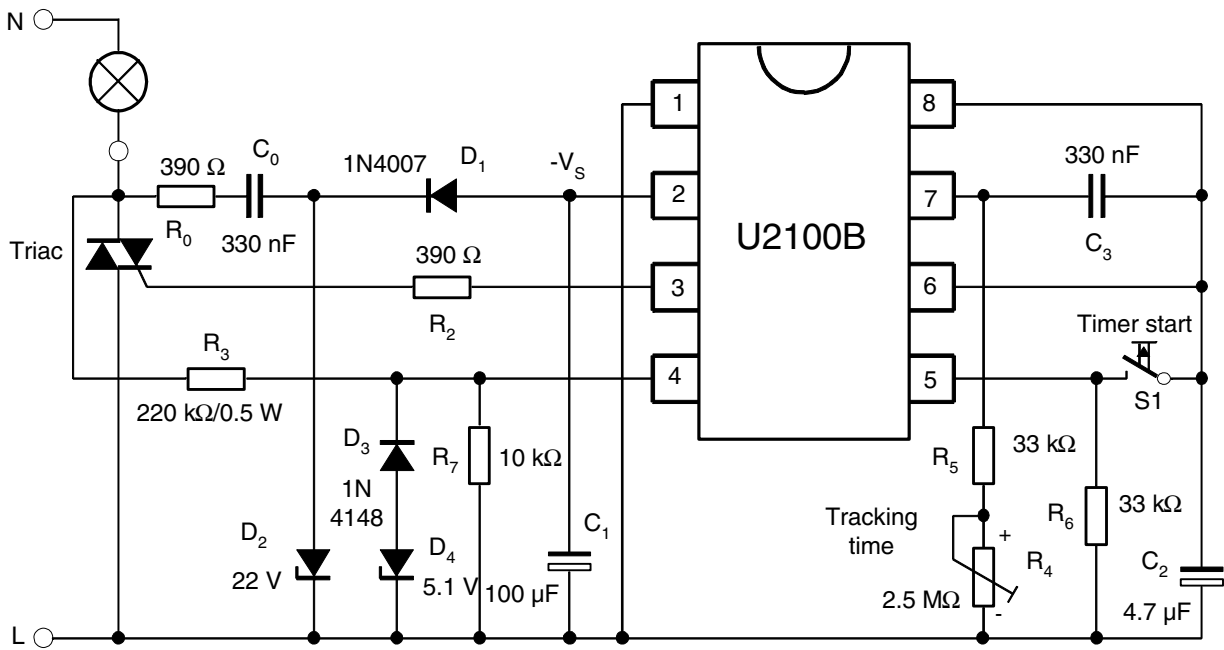 N
390 Ω
C0
R0
330 nF
1N4007
D1
-VS
1
2
3
4
U2100B
8
7
6
5
330 nF
C3
Triac
390 Ω
R2
R3
220 kΩ/0.5 W
Timer start
S1
D3
1N
4148
R7
10 kΩ
R5
33 kΩ
D2
22 V
D4
5.1 V
C1
100 µF
Tracking
time
+
R4
2.5 MΩ
-
R6
33 kΩ
C2
4.7 µF
L